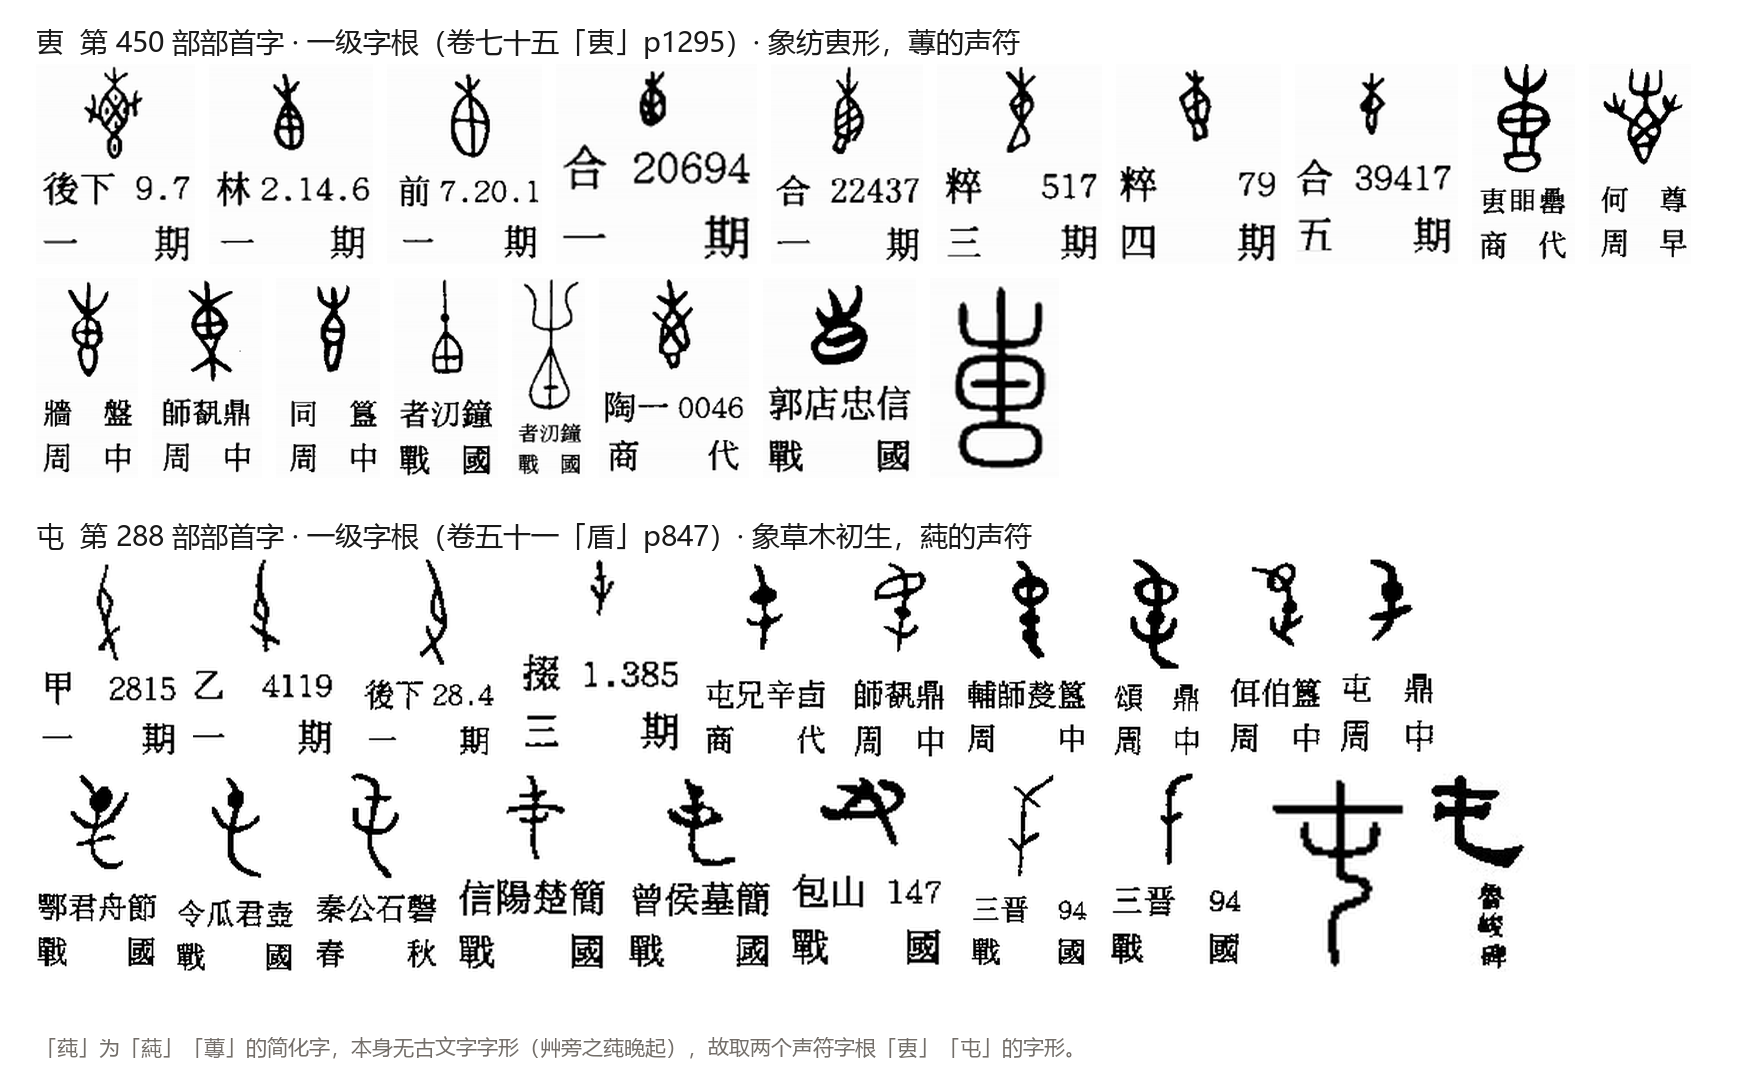 叀 第 450 部部首字 · 一级字根（卷七十五「叀」p1295）· 象纺叀形，蓴的声符
後下 9.7 林 2.14.6 前 7.20.1 合 20694 合 22437 粹 517 粹 79 合 39417 叀 罍 何尊
一期 一期 一期 一期 一期 三期 四期 五期 商代 周早
牆盤 師鼎 同簋 者汈鐘 者汈鐘 陶一 0046 郭店忠信
周中 周中 周中 戰國 戰國 商代 戰國
屯 第 288 部部首字 · 一级字根（卷五十一「盾」p847）· 象草木初生，蒓的声符
甲 2815 乙 4119 後下 28.4 掇 1.385 屯兄辛卣 師鼎 輔師簋 頌鼎 伯簋 屯鼎
一期 一期 一期 三期 商代 周中 周中 周中 周中 周中
鄂君舟節 令瓜君壺 秦公石磬 信陽楚簡 曾侯墓簡 包山 147 三晋 94 三晋 94 魯峻碑
戰國 戰國 春秋 戰國 戰國 戰國 戰國 戰國
「莼」为「蒓」「蓴」的简化字，本身无古文字字形（艸旁之莼晚起），故取两个声符字根「叀」「屯」的字形。